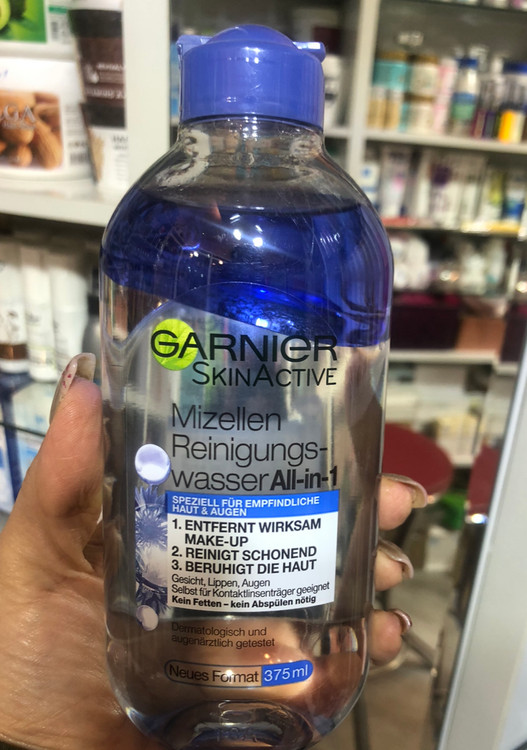 GARNIER
SKINACTIVE
Mizellen
Reinigungs-
wasser All-in-1
SPEZIELL FÜR EMPFINDLICHE
HAUT & AUGEN
1. ENTFERNT WIRKSAM
MAKE-UP
2. REINIGT SCHONEND
3. BERUHIGT DIE HAUT
Gesicht, Lippen, Augen
Selbst für Kontaktlinsenträger geeignet
Kein Fetten – kein Abspülen nötig
Dermatologisch und
augenärztlich getestet
Neues Format 375 ml